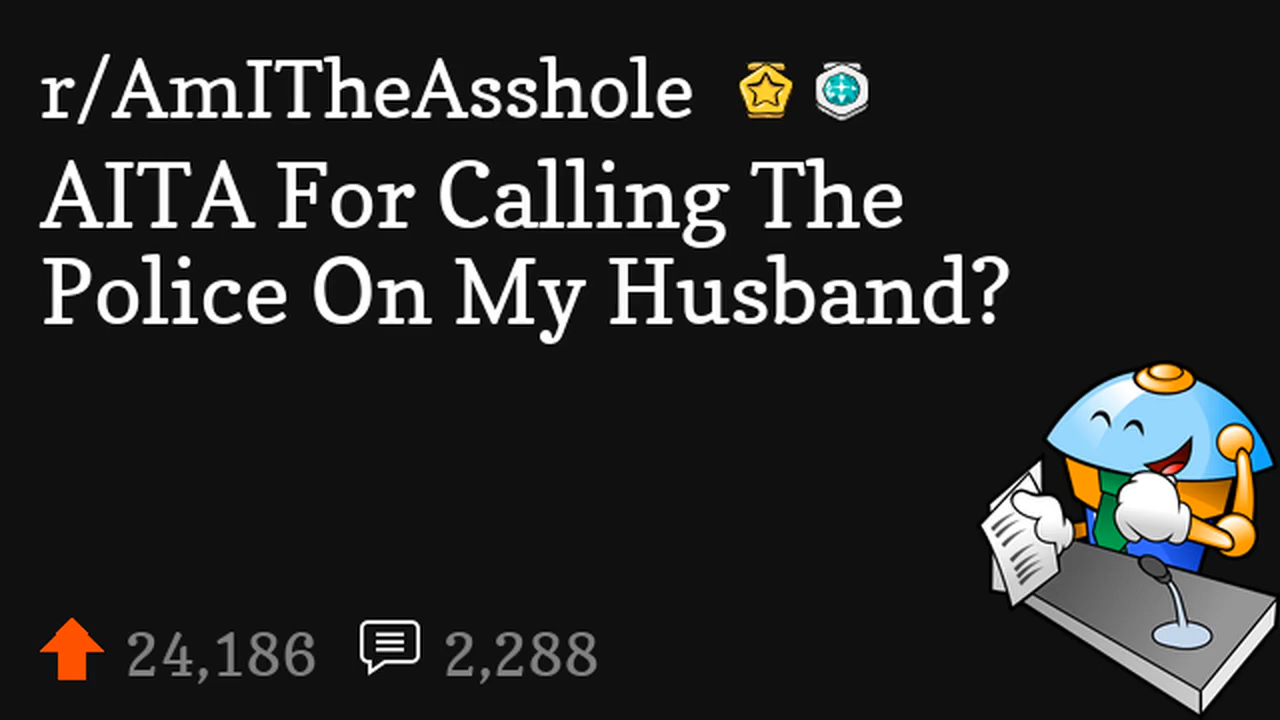 r/AmITheAsshole
AITA For Calling The
Police On My Husband?
24,186 2,288